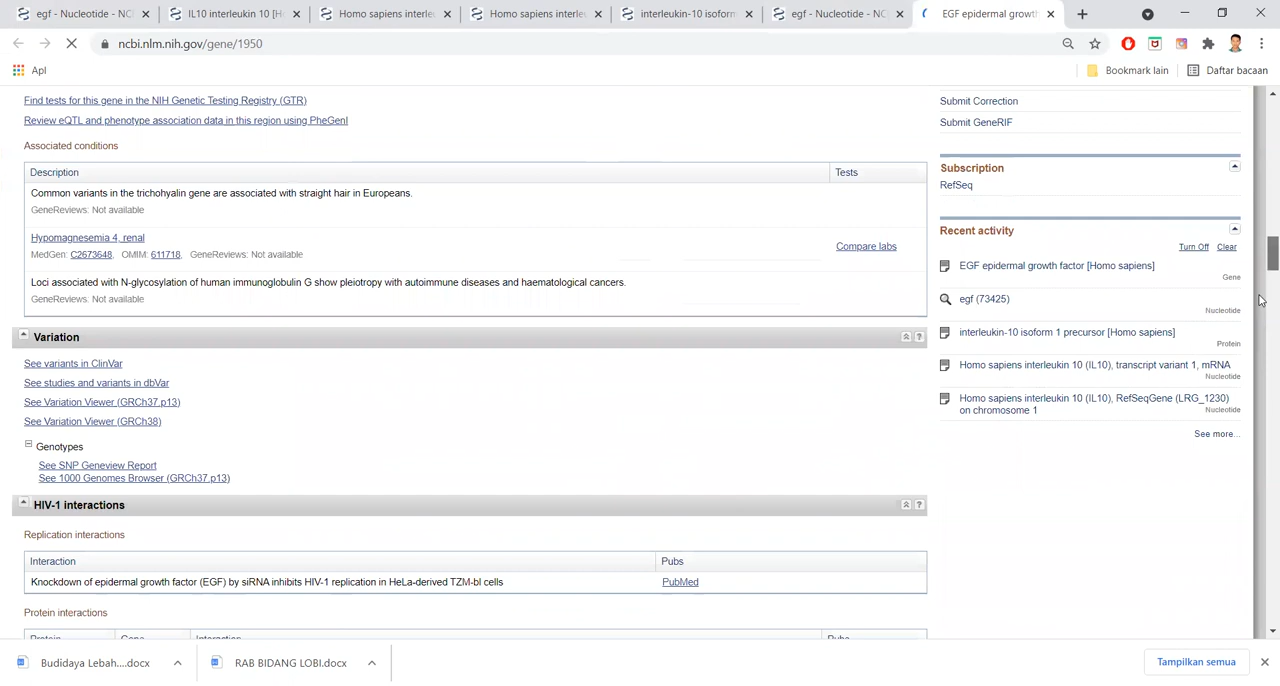 egf - Nucleotide - NC
IL10 interleukin 10 [H
Homo sapiens interleu
Homo sapiens interleu
interleukin-10 isoform
egf - Nucleotide - NC
EGF epidermal growth
ncbi.nlm.nih.gov/gene/1950
Apl
Bookmark lain
Daftar bacaan
Find tests for this gene in the NIH Genetic Testing Registry (GTR)
Review eQTL and phenotype association data in this region using PheGenI
Associated conditions
Description Tests
Common variants in the trichohyalin gene are associated with straight hair in Europeans.
GeneReviews: Not available
Hypomagnesemia 4, renal
MedGen: C2673648, OMIM: 611718, GeneReviews: Not available
Compare labs
Loci associated with N-glycosylation of human immunoglobulin G show pleiotropy with autoimmune diseases and haematological cancers.
GeneReviews: Not available
Variation
See variants in ClinVar
See studies and variants in dbVar
See Variation Viewer (GRCh37.p13)
See Variation Viewer (GRCh38)
Genotypes
See SNP Geneview Report
See 1000 Genomes Browser (GRCh37.p13)
HIV-1 interactions
Replication interactions
Interaction Pubs
Knockdown of epidermal growth factor (EGF) by siRNA inhibits HIV-1 replication in HeLa-derived TZM-bl cells PubMed
Protein interactions
Protein Gene Interaction Pubs
Submit Correction
Submit GeneRIF
Subscription
RefSeq
Recent activity
Turn Off Clear
EGF epidermal growth factor [Homo sapiens]
Gene
egf (73425)
Nucleotide
interleukin-10 isoform 1 precursor [Homo sapiens]
Protein
Homo sapiens interleukin 10 (IL10), transcript variant 1, mRNA
Nucleotide
Homo sapiens interleukin 10 (IL10), RefSeqGene (LRG_1230)
on chromosome 1
Nucleotide
See more...
Budidaya Lebah....docx
RAB BIDANG LOBI.docx
Tampilkan semua